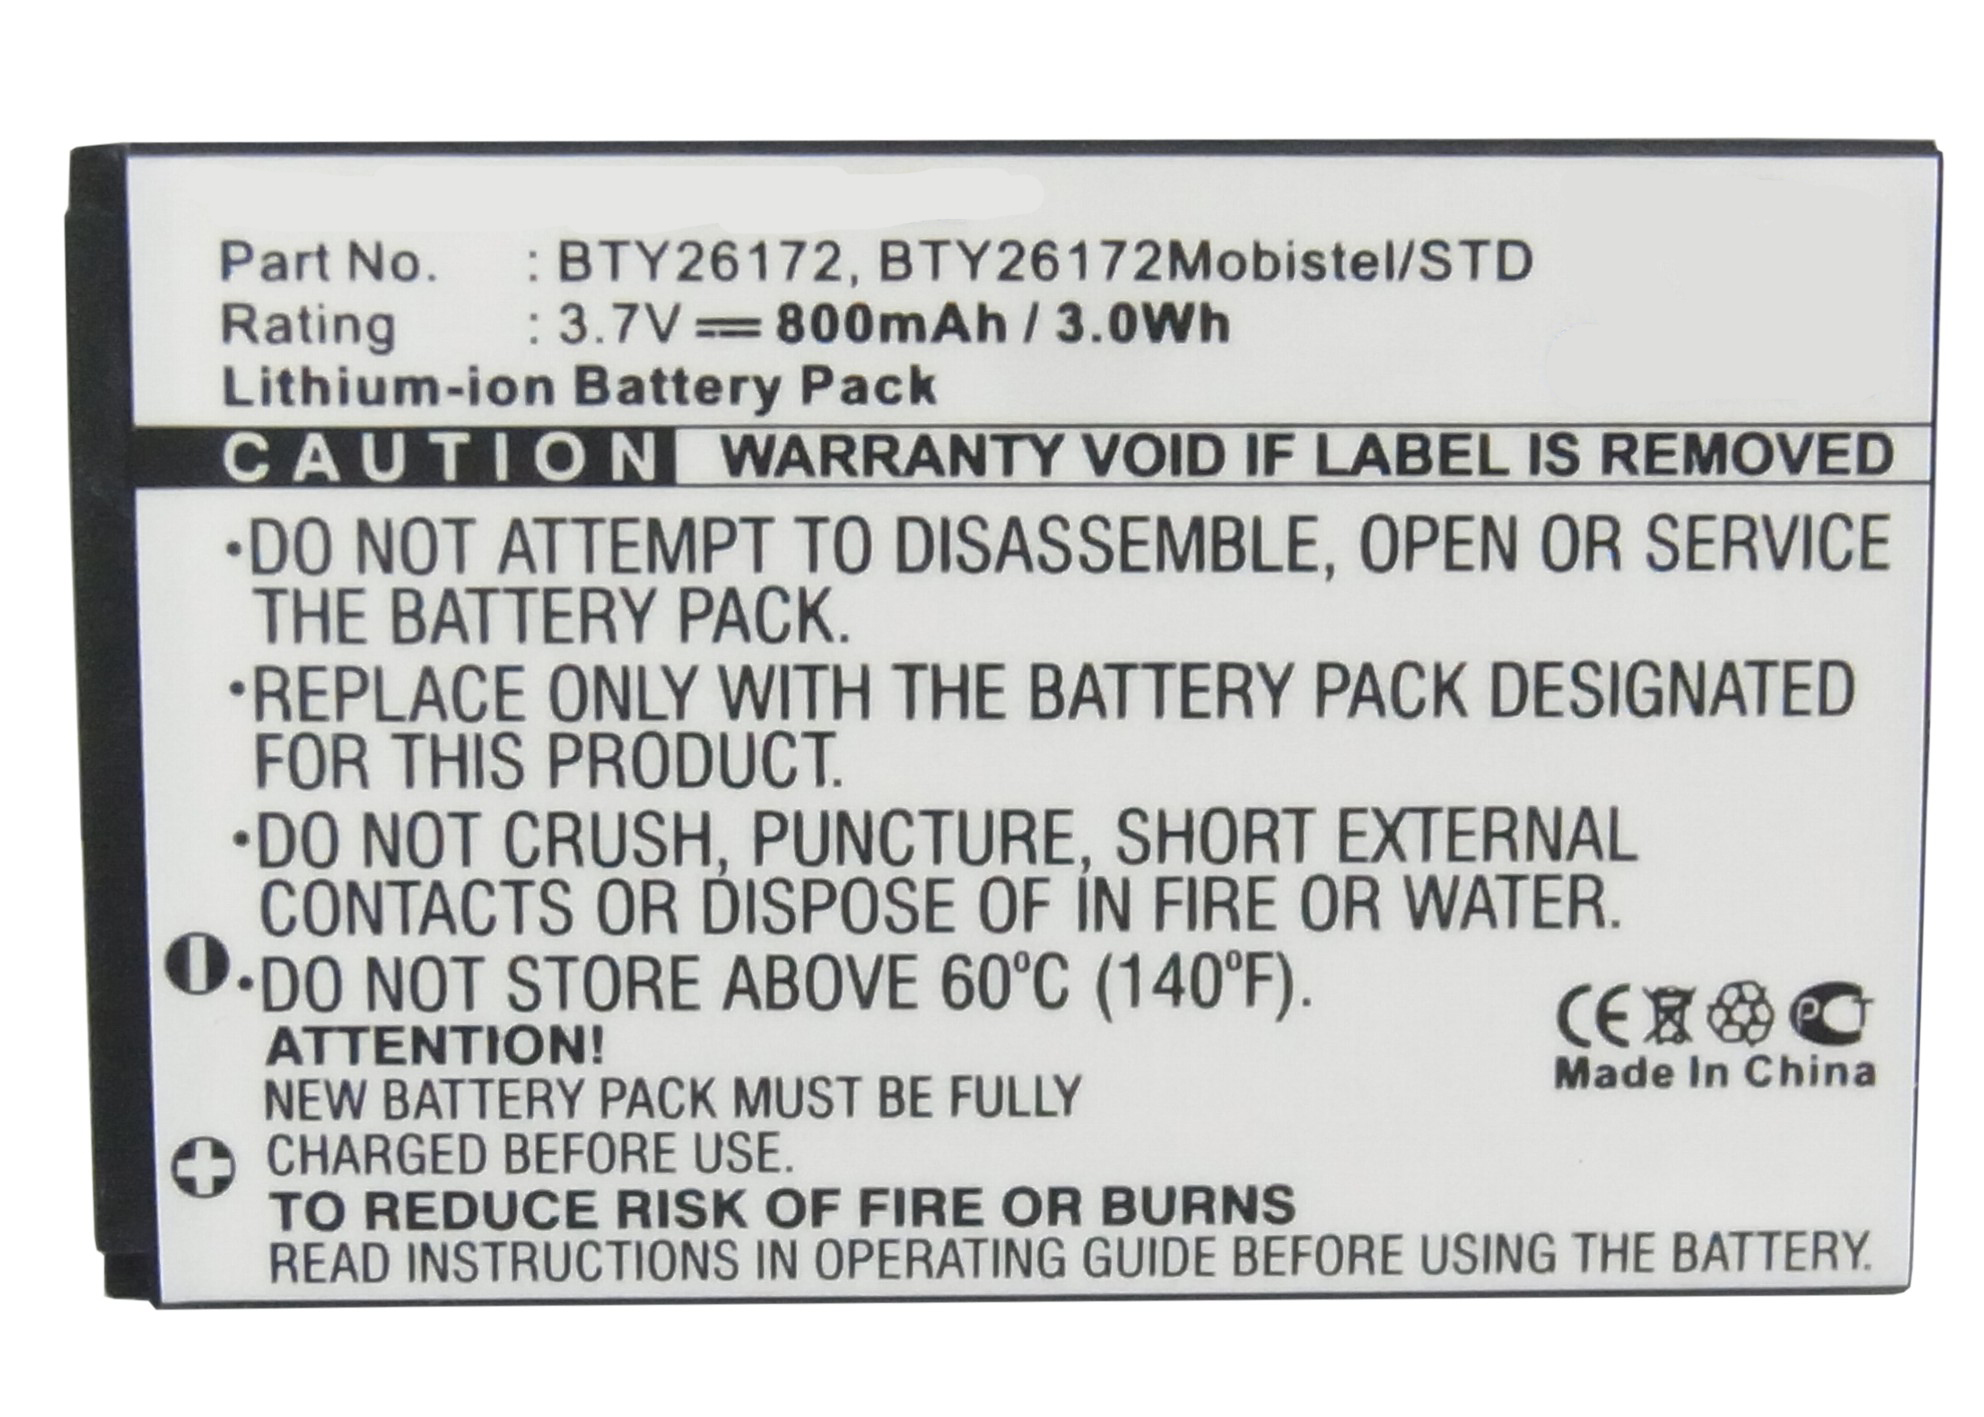 Part No. : BTY26172, BTY26172Mobistel/STD
Rating : 3.7V ⎓ 800mAh / 3.0Wh
Lithium-ion Battery Pack
CAUTION WARRANTY VOID IF LABEL IS REMOVED
•DO NOT ATTEMPT TO DISASSEMBLE, OPEN OR SERVICE
THE BATTERY PACK.
•REPLACE ONLY WITH THE BATTERY PACK DESIGNATED
FOR THIS PRODUCT.
•DO NOT CRUSH, PUNCTURE, SHORT EXTERNAL
CONTACTS OR DISPOSE OF IN FIRE OR WATER.
•DO NOT STORE ABOVE 60ºC (140ºF).
ATTENTION!
NEW BATTERY PACK MUST BE FULLY
CHARGED BEFORE USE.
TO REDUCE RISK OF FIRE OR BURNS
READ INSTRUCTIONS IN OPERATING GUIDE BEFORE USING THE BATTERY.
CE PCT
Made In China